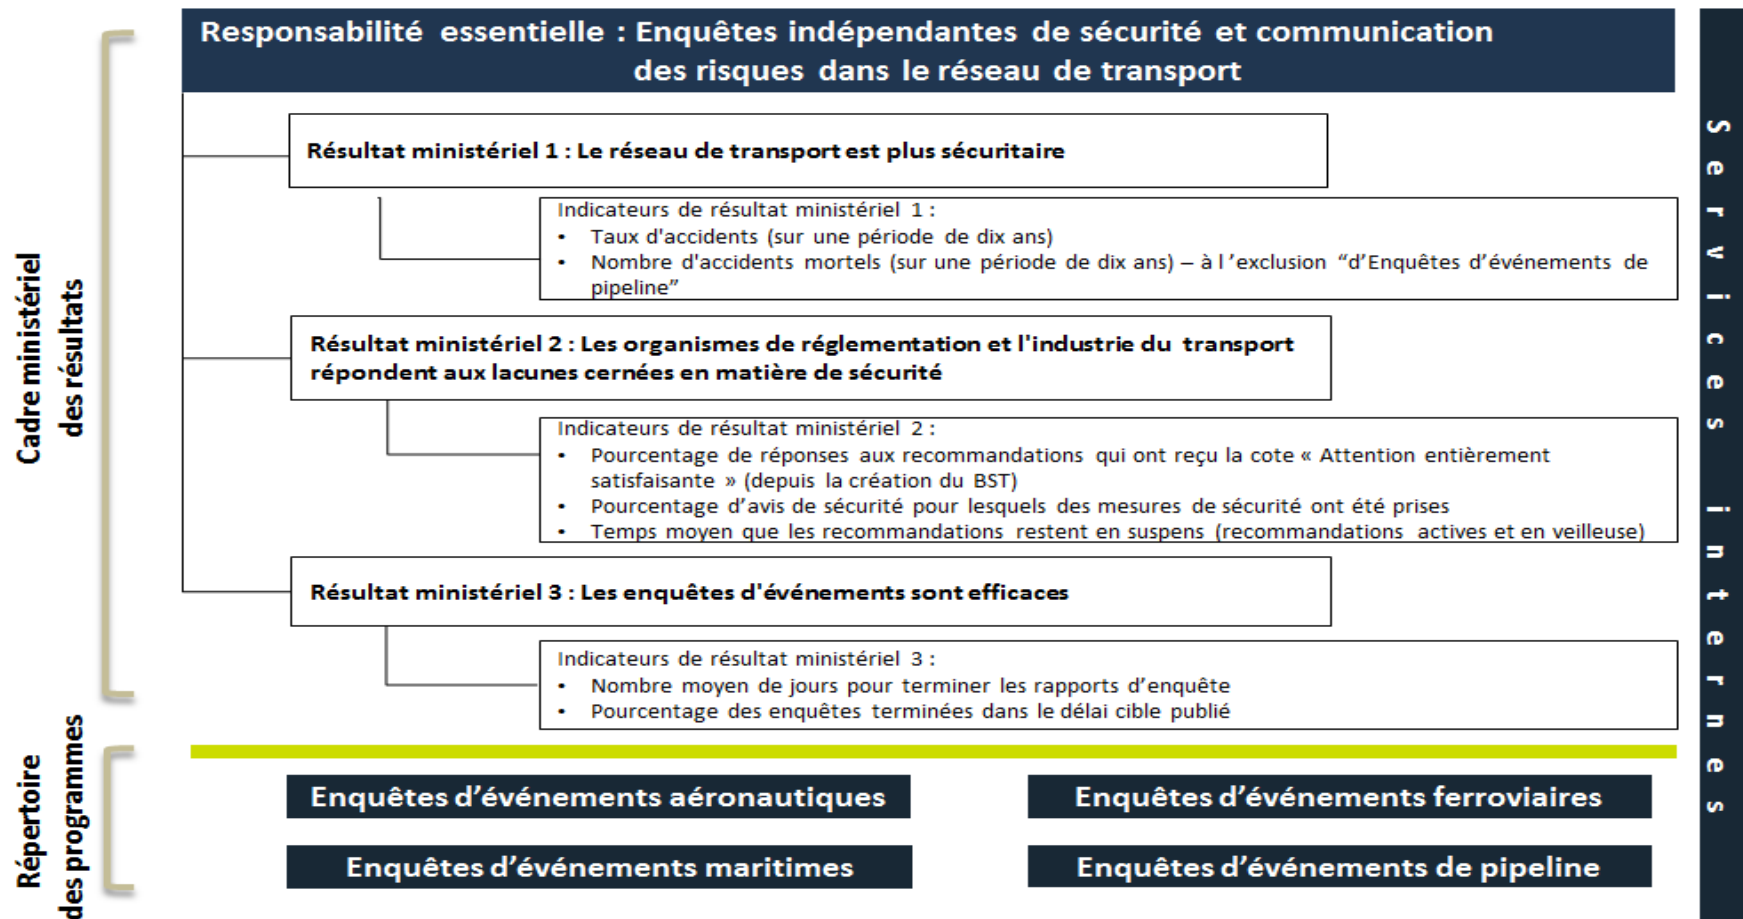 Responsabilité essentielle : Enquêtes indépendantes de sécurité et communication
des risques dans le réseau de transport
Cadre ministériel
des résultats
Résultat ministériel 1 : Le réseau de transport est plus sécuritaire
Indicateurs de résultat ministériel 1 :
• Taux d'accidents (sur une période de dix ans)
• Nombre d'accidents mortels (sur une période de dix ans) – à l'exclusion “d'Enquêtes d'événements de
pipeline”
Résultat ministériel 2 : Les organismes de réglementation et l'industrie du transport
répondent aux lacunes cernées en matière de sécurité
Indicateurs de résultat ministériel 2 :
• Pourcentage de réponses aux recommandations qui ont reçu la cote « Attention entièrement
satisfaisante » (depuis la création du BST)
• Pourcentage d’avis de sécurité pour lesquels des mesures de sécurité ont été prises
• Temps moyen que les recommandations restent en suspens (recommandations actives et en veilleuse)
Résultat ministériel 3 : Les enquêtes d'événements sont efficaces
Indicateurs de résultat ministériel 3 :
• Nombre moyen de jours pour terminer les rapports d’enquête
• Pourcentage des enquêtes terminées dans le délai cible publié
Répertoire
des programmes
Enquêtes d’événements aéronautiques
Enquêtes d’événements ferroviaires
Enquêtes d’événements maritimes
Enquêtes d’événements de pipeline
Services internes